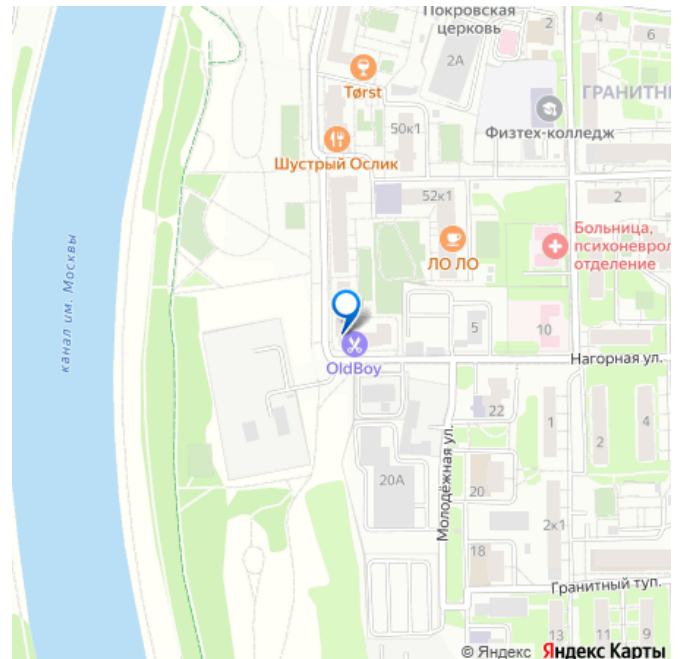 Покровская
церковь
2
4
6
2А
Tørst
ГРАНИТН
50к1
Физтех-колледж
Шустрый Ослик
52к1
2
Больница,
психоневрол
отделение
ЛО ЛО
канал им. Москвы
5
10
Нагорная ул.
OldBoy
22
1
2
4
Молодёжная ул.
20А
20
2к1
18
Гранитный туп.
13
11
9
© Яндекс Яндекс Карты